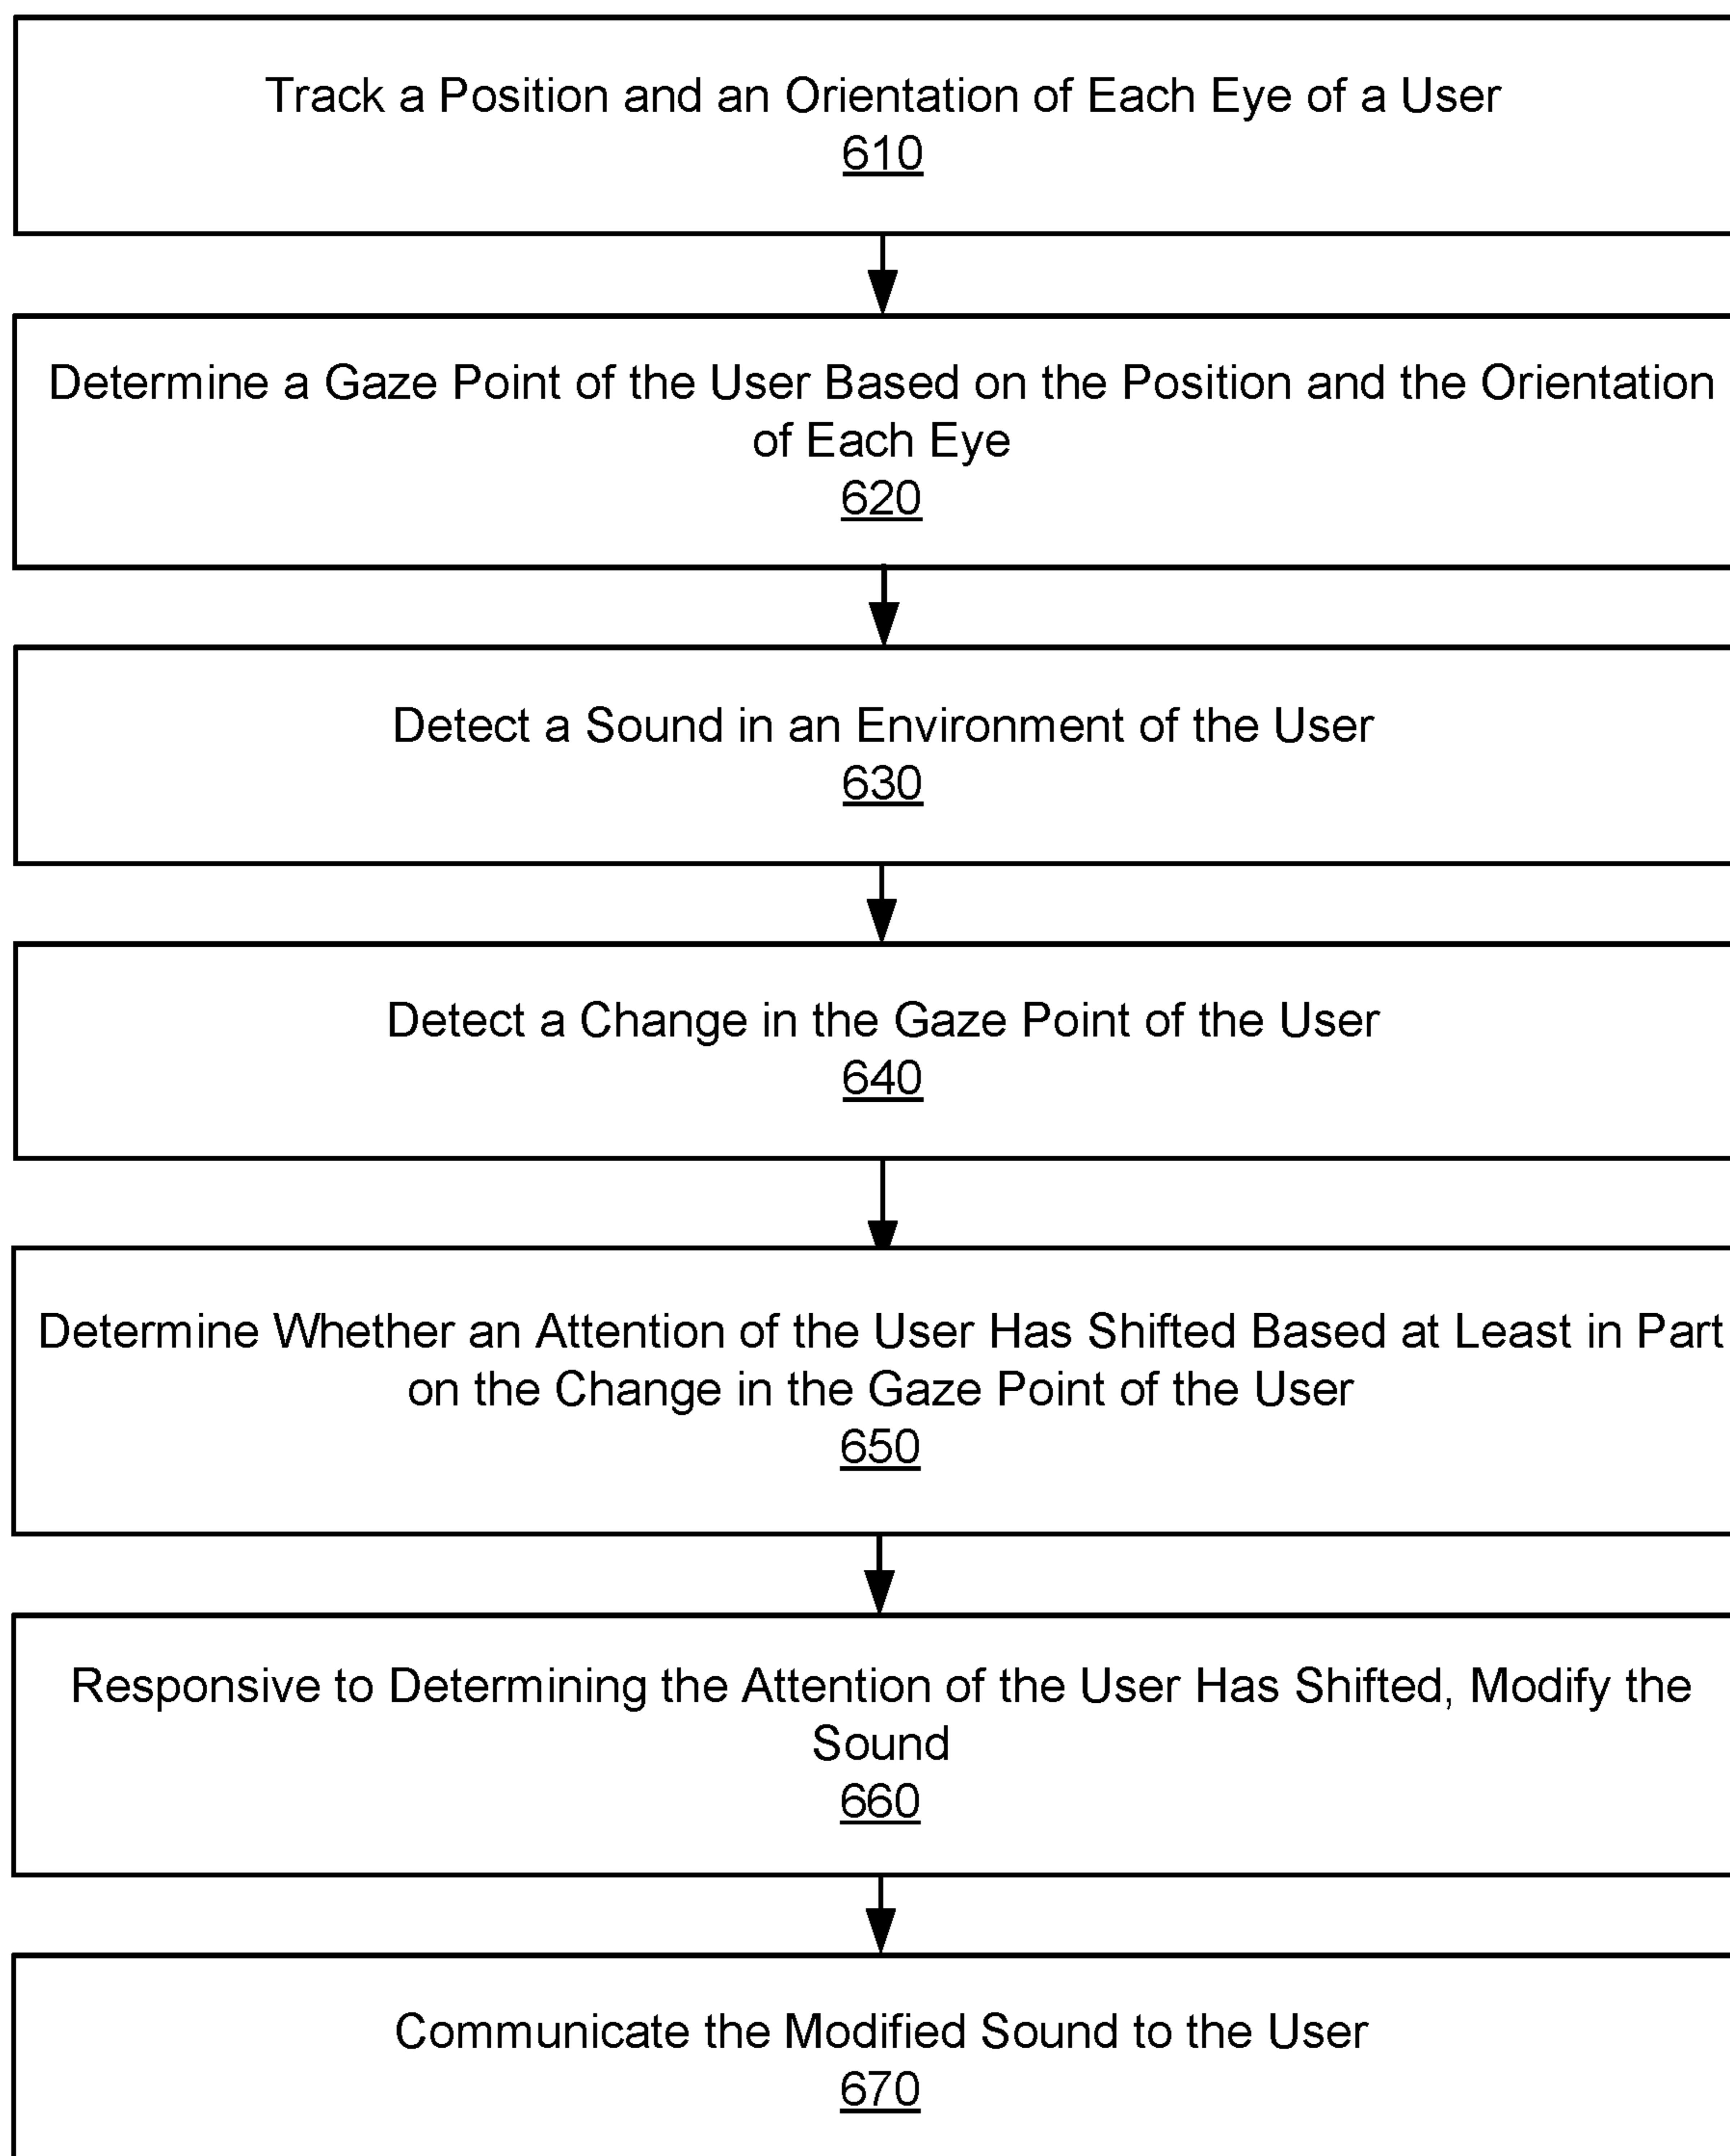 Track a Position and an Orientation of Each Eye of a User
610
Determine a Gaze Point of the User Based on the Position and the Orientation
of Each Eye
620
Detect a Sound in an Environment of the User
630
Detect a Change in the Gaze Point of the User
640
Determine Whether an Attention of the User Has Shifted Based at Least in Part
on the Change in the Gaze Point of the User
650
Responsive to Determining the Attention of the User Has Shifted, Modify the
Sound
660
Communicate the Modified Sound to the User
670